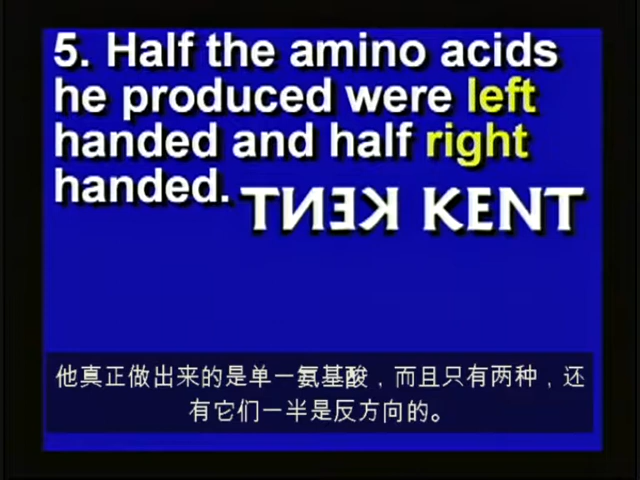 5. Half the amino acids
he produced were left
handed and half right
handed.
TNEK KENT
他真正做出来的是单一氨基酸，而且只有两种，还
有它们一半是反方向的。